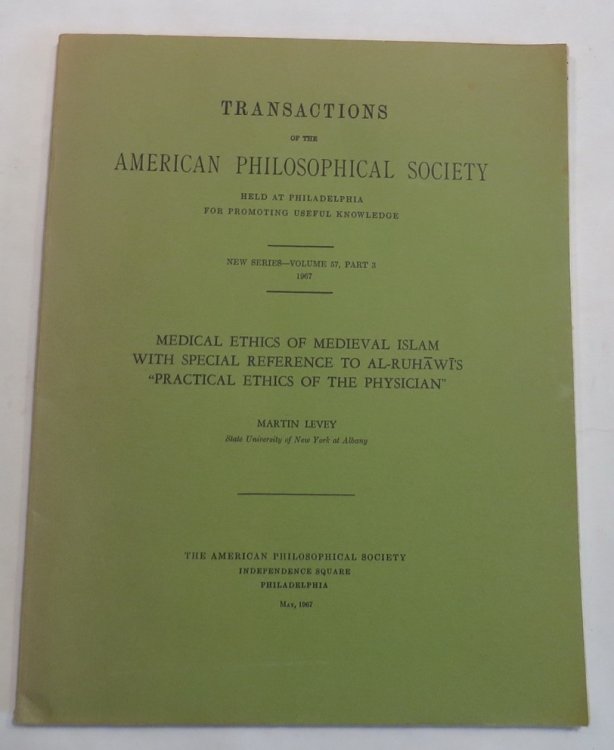 TRANSACTIONS
OF THE
AMERICAN PHILOSOPHICAL SOCIETY
HELD AT PHILADELPHIA
FOR PROMOTING USEFUL KNOWLEDGE
NEW SERIES—VOLUME 57, PART 3
1967
MEDICAL ETHICS OF MEDIEVAL ISLAM
WITH SPECIAL REFERENCE TO AL-RUHĀWĪ'S
"PRACTICAL ETHICS OF THE PHYSICIAN"
MARTIN LEVEY
State University of New York at Albany
THE AMERICAN PHILOSOPHICAL SOCIETY
INDEPENDENCE SQUARE
PHILADELPHIA
MAY, 1967